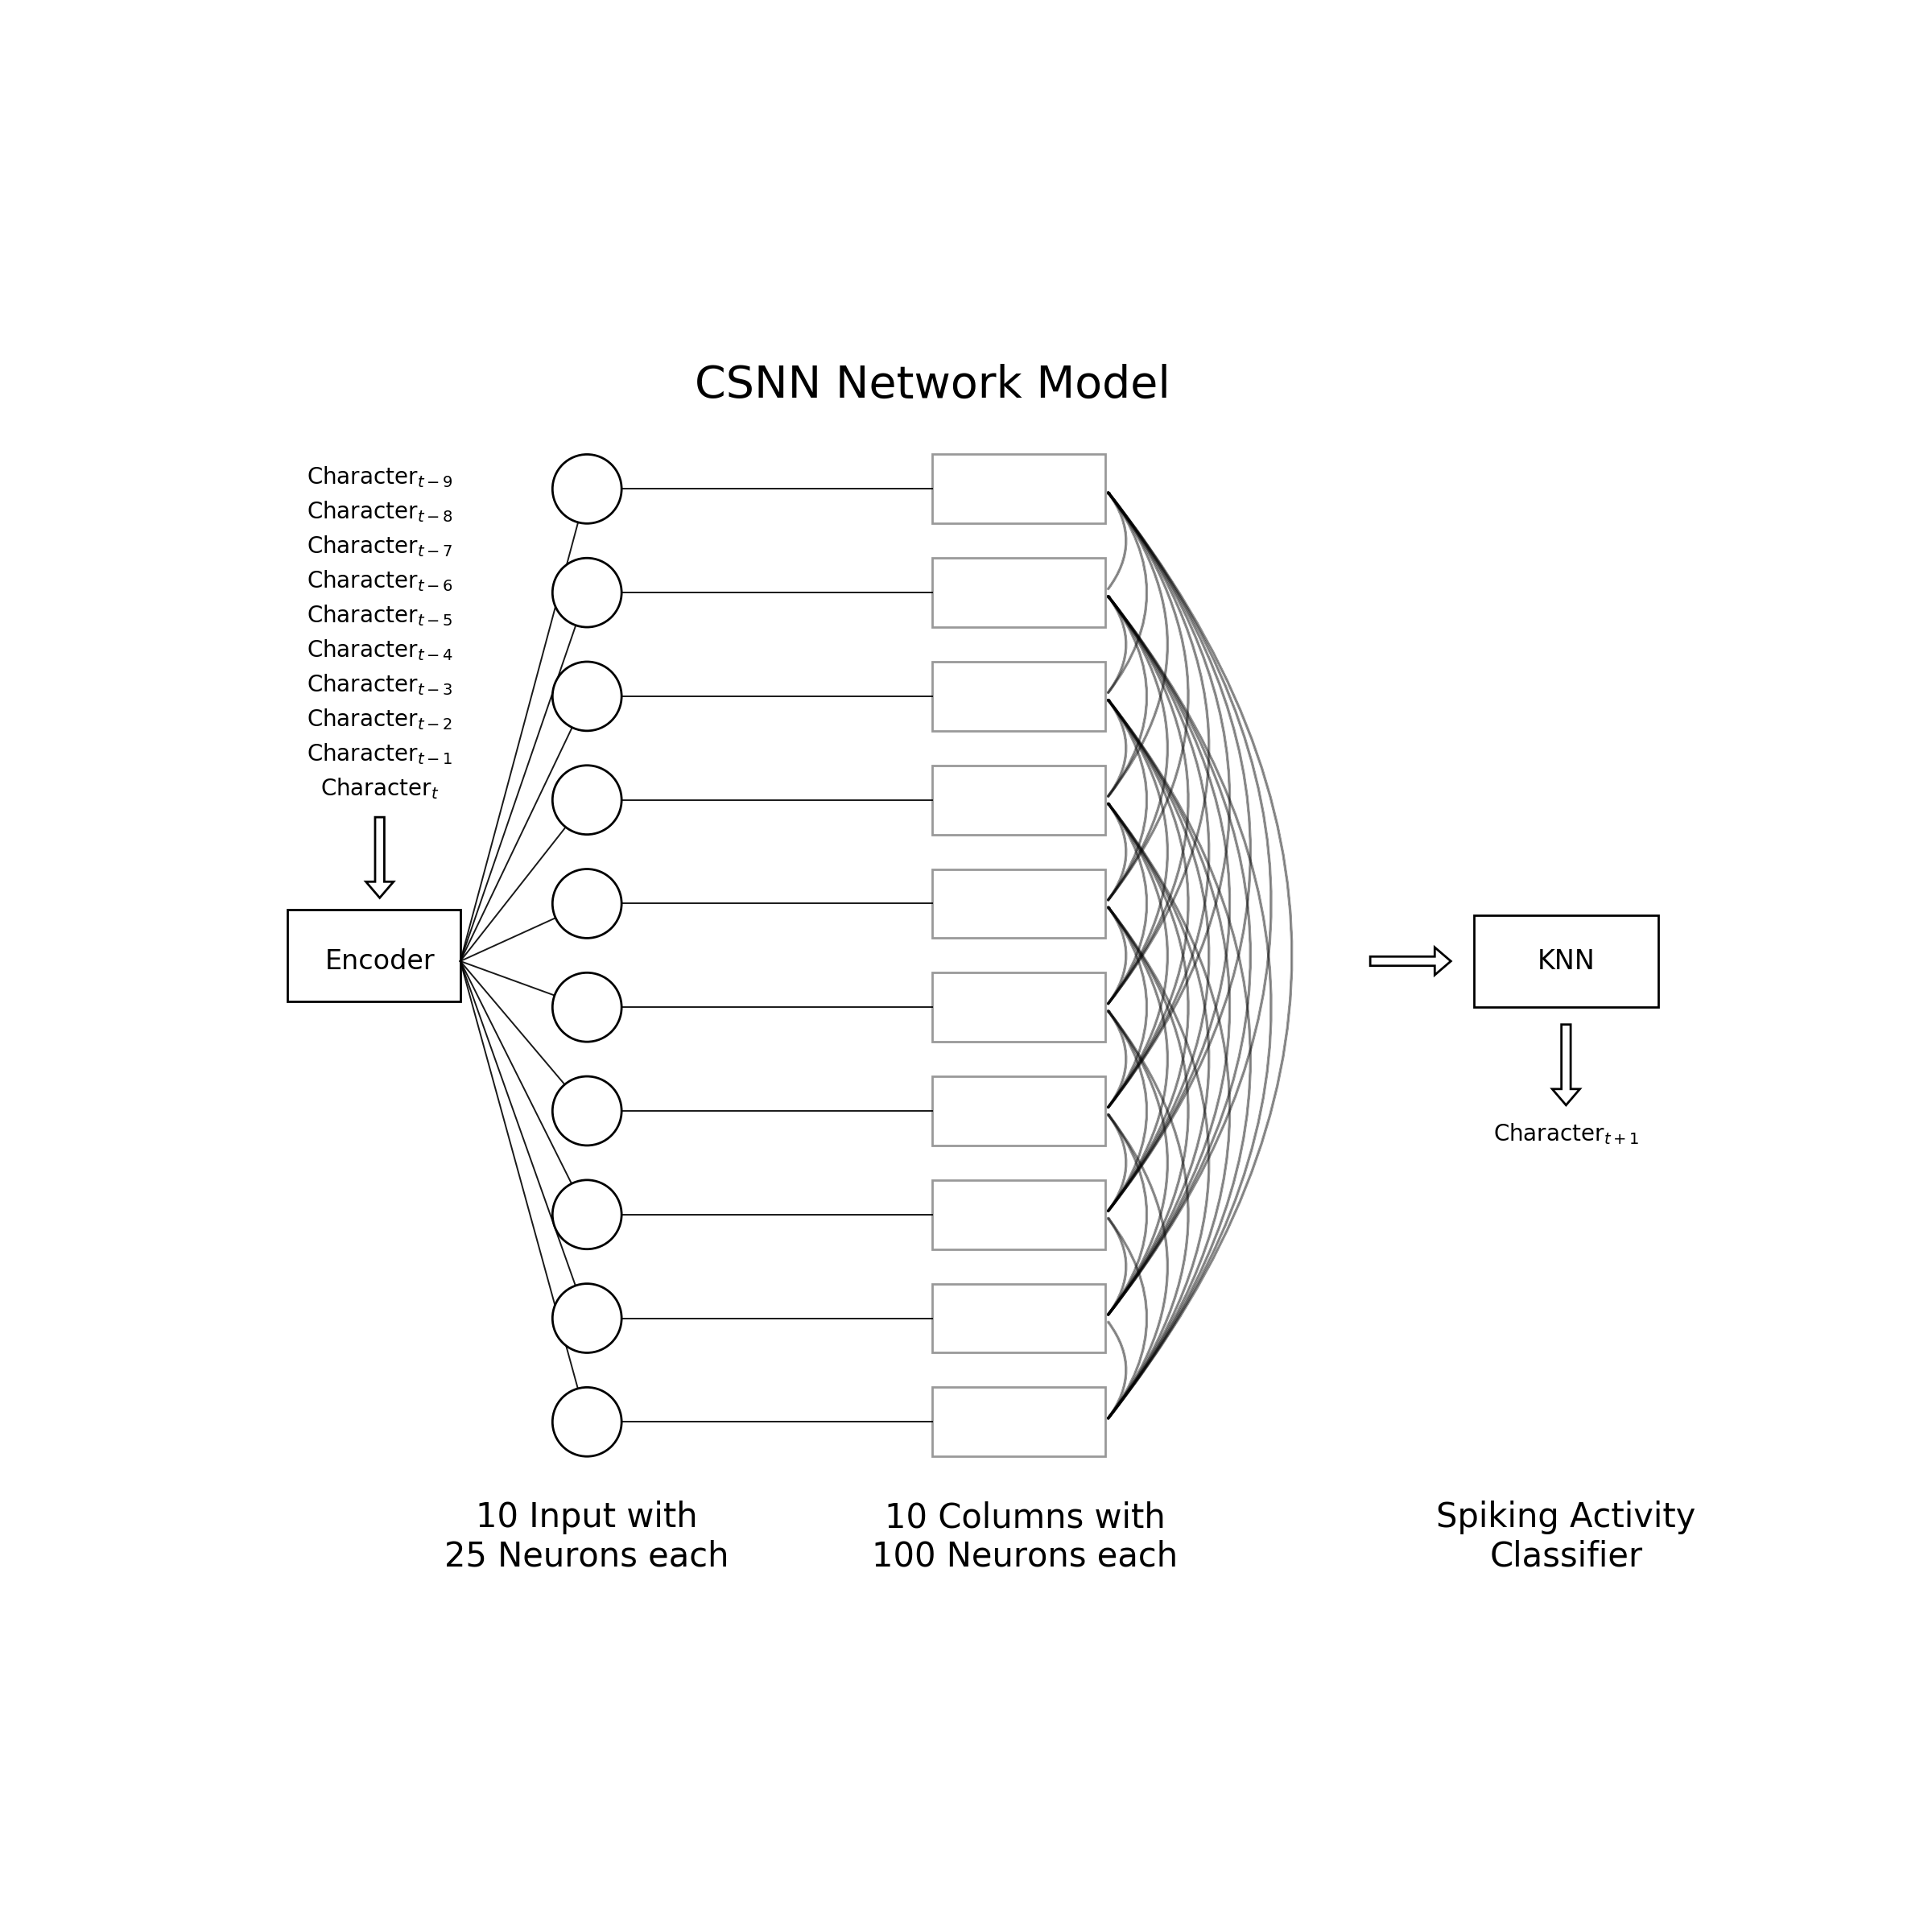 CSNN Network Model
Character t−9
Character t−8
Character t−7
Character t−6
Character t−5
Character t−4
Character t−3
Character t−2
Character t−1
Character t
Encoder
KNN
Character t+1
10 Input with
25 Neurons each
10 Columns with
100 Neurons each
Spiking Activity
Classifier